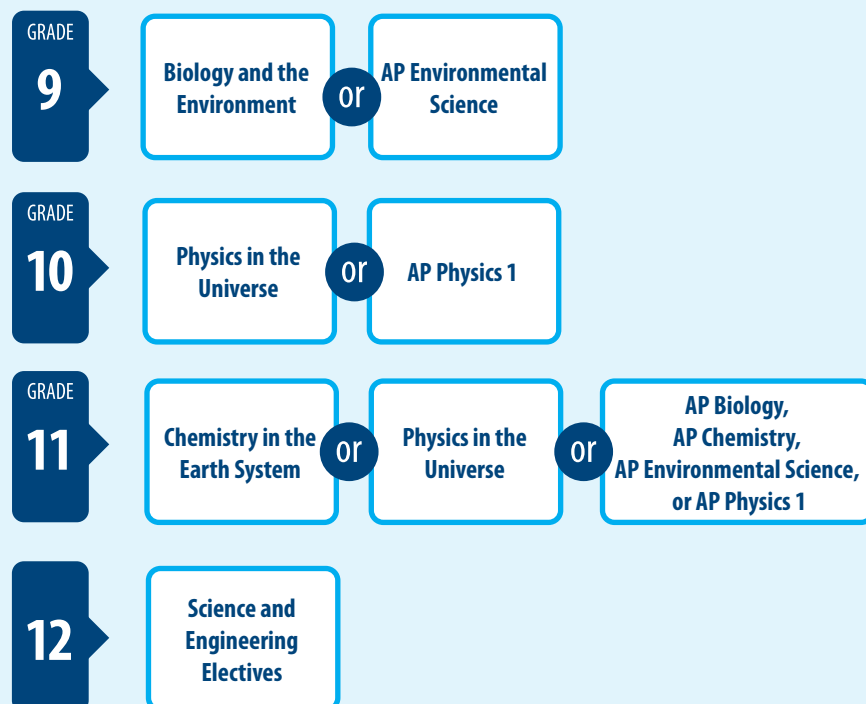 GRADE
9
Biology and the
Environment
or
AP Environmental
Science
GRADE
10
Physics in the
Universe
or
AP Physics 1
GRADE
11
Chemistry in the
Earth System
or
Physics in the
Universe
or
AP Biology,
AP Chemistry,
AP Environmental Science,
or AP Physics 1
12
Science and
Engineering
Electives